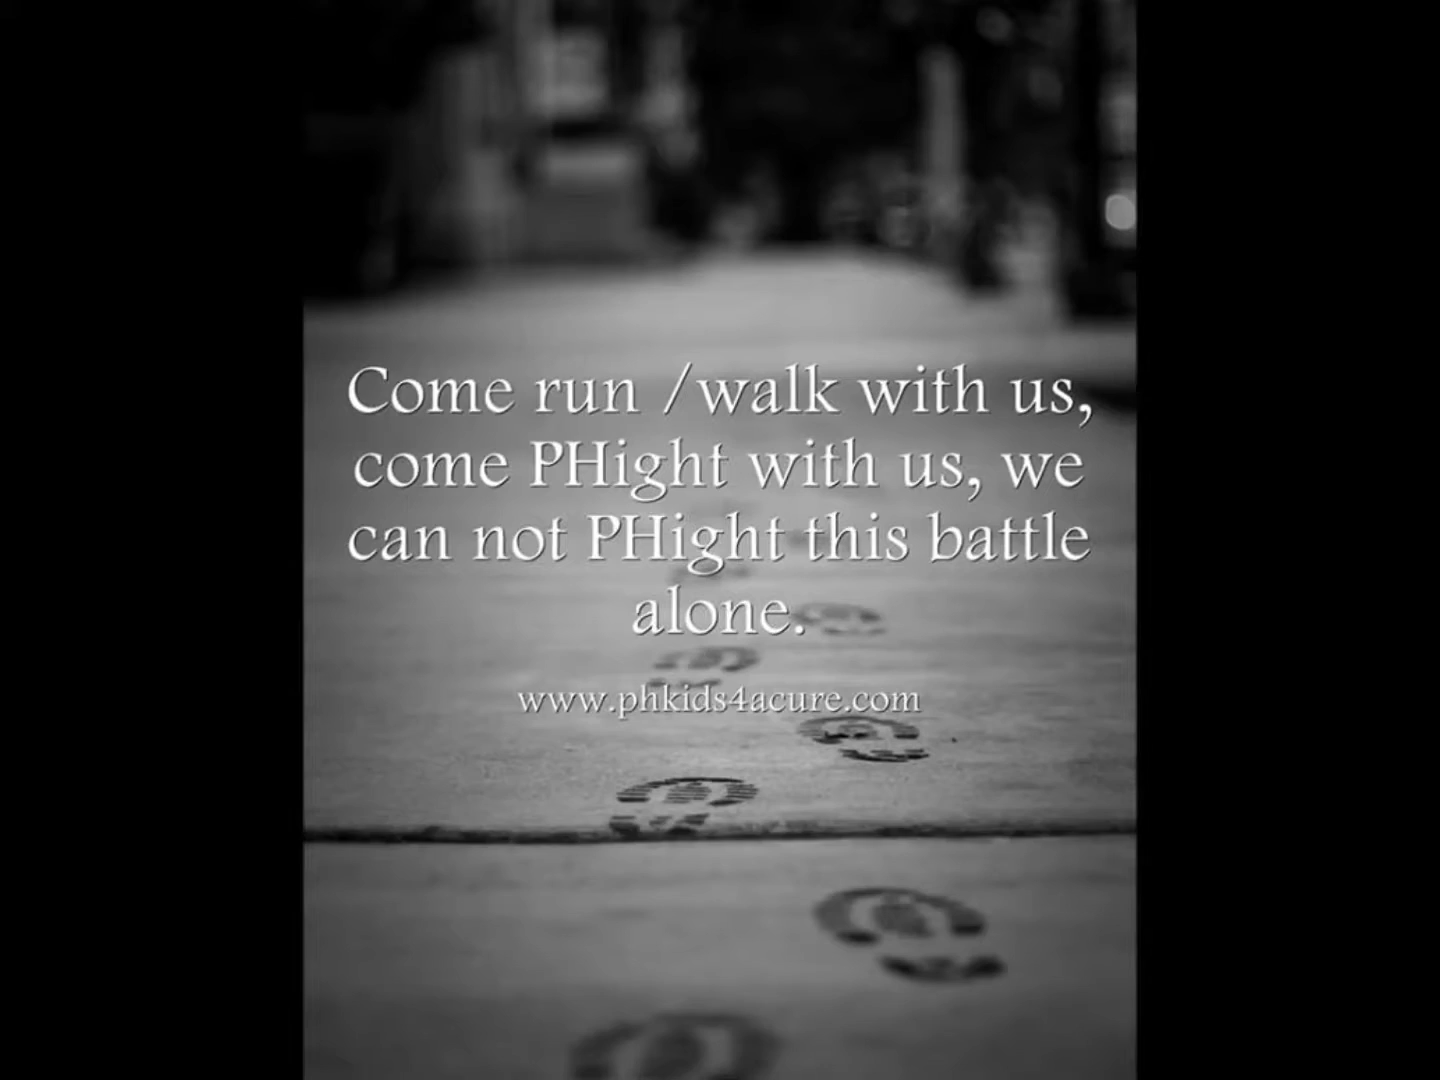 Come run /walk with us,
come PHight with us, we
can not PHight this battle
alone.
www.phkids4acure.com